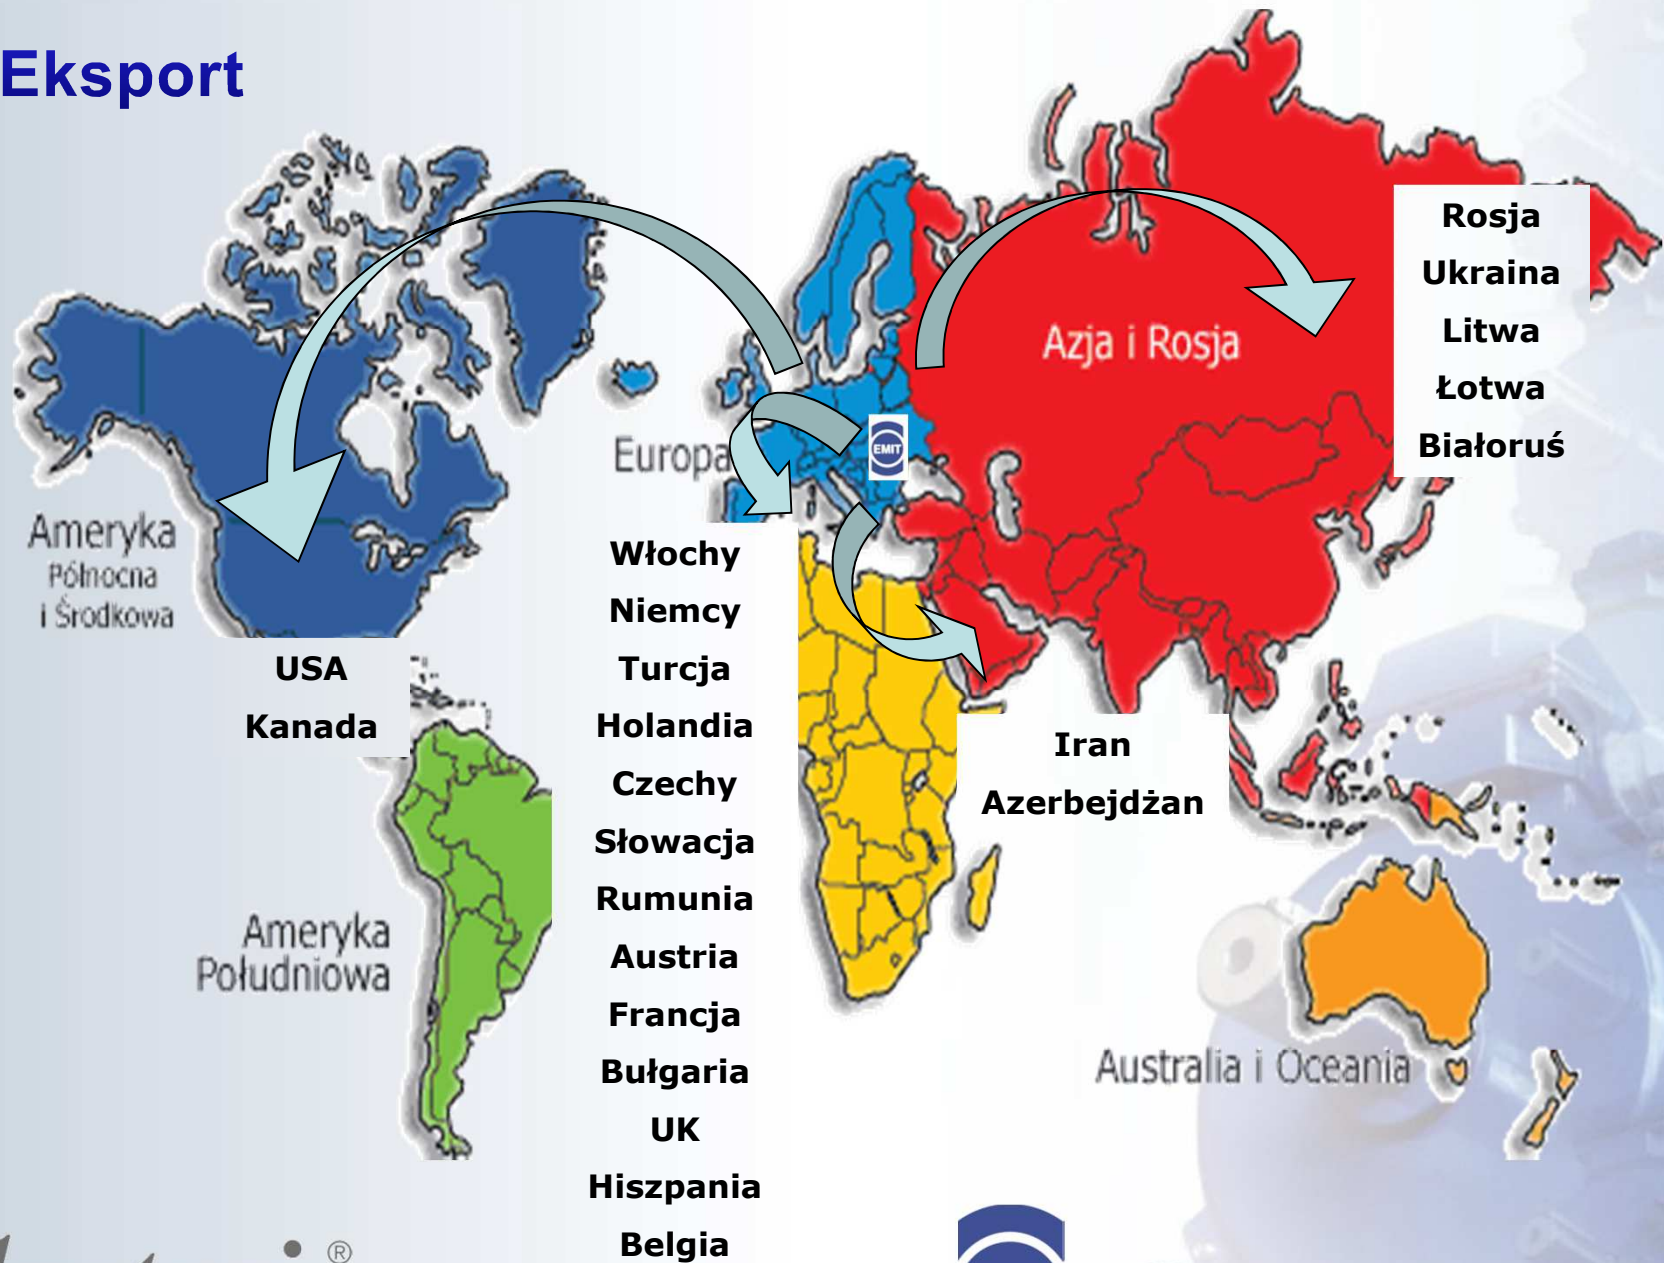 Eksport
Rosja
Ukraina
Litwa
Łotwa
Białoruś
Azja i Rosja
Europa
EMIT
Ameryka
Północna
i Środkowa
USA
Kanada
Włochy
Niemcy
Turcja
Holandia
Czechy
Słowacja
Rumunia
Austria
Francja
Bułgaria
UK
Hiszpania
Belgia
Iran
Azerbejdżan
Ameryka
Południowa
Australia i Oceania
®